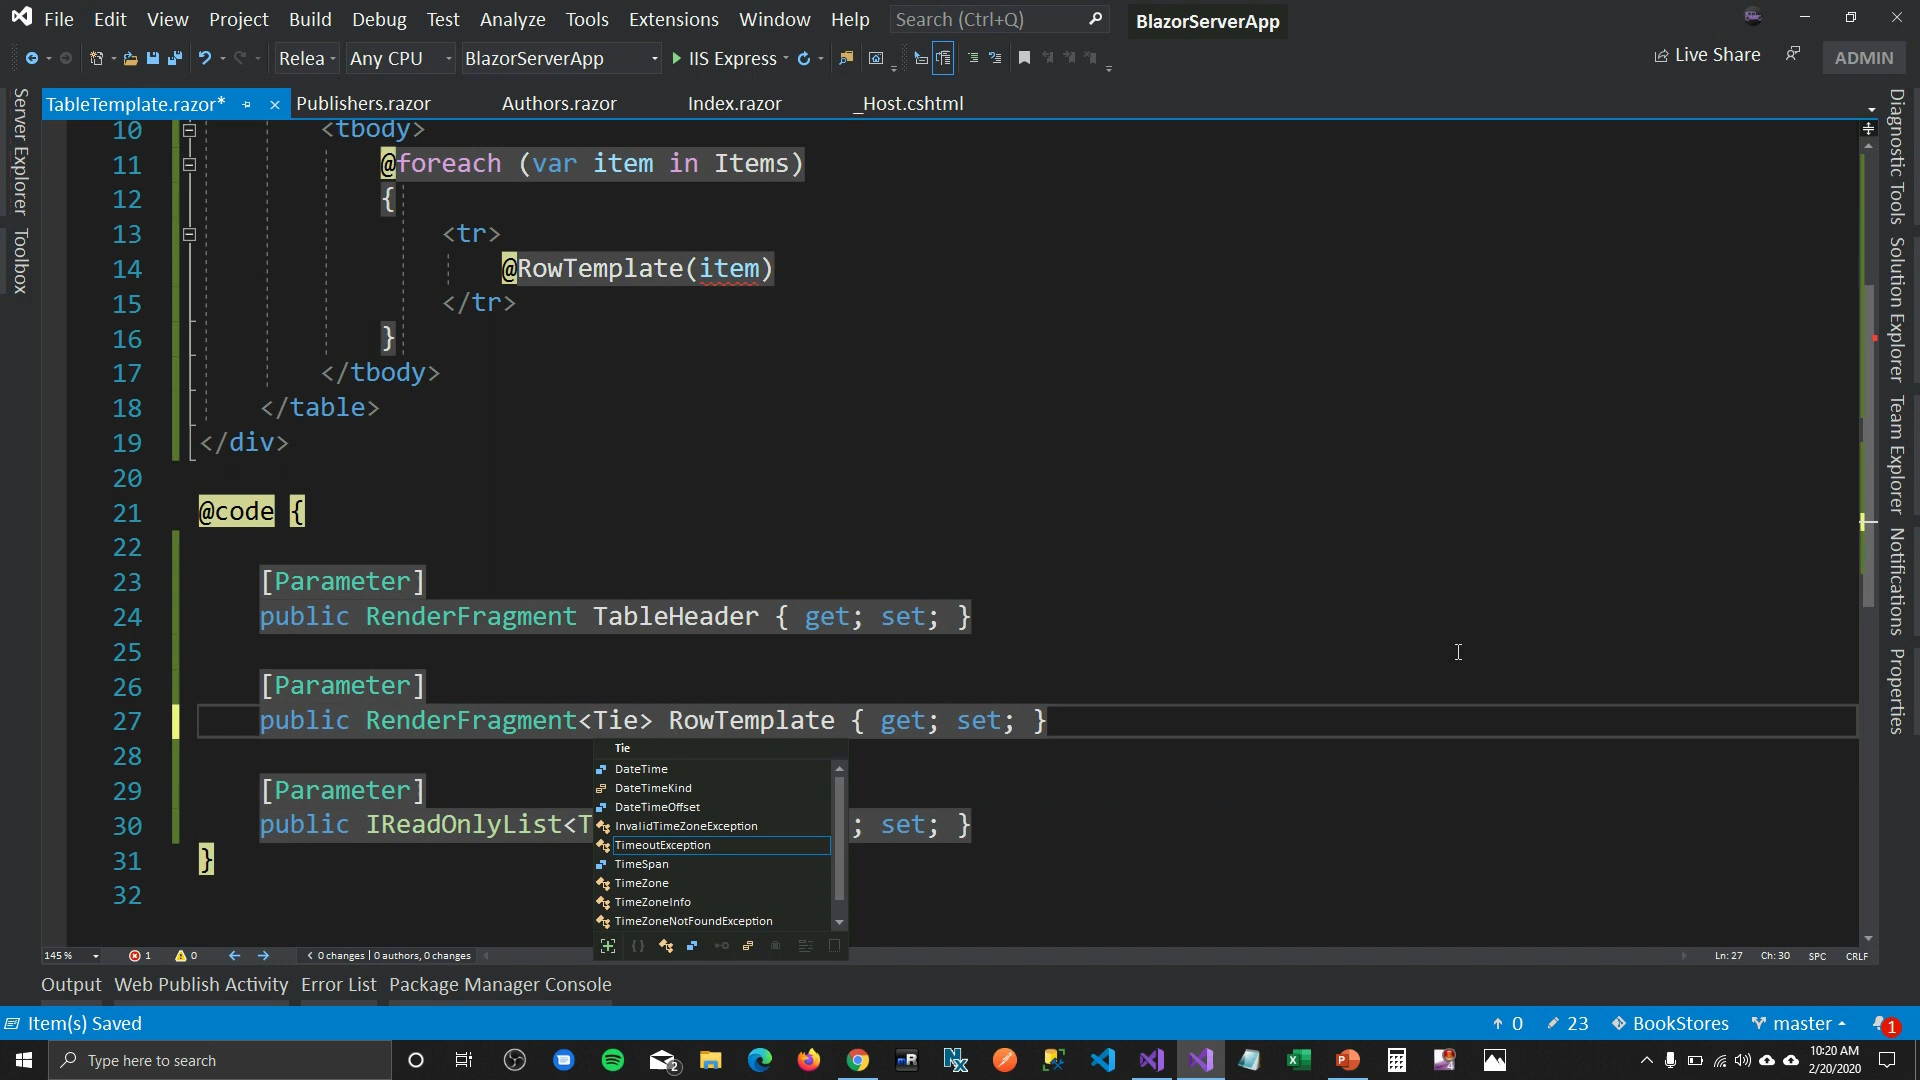 File Edit View Project Build Debug Test Analyze Tools Extensions Window Help Search (Ctrl+Q) BlazorServerApp
Relea Any CPU BlazorServerApp IIS Express Live Share ADMIN
TableTemplate.razor* Publishers.razor Authors.razor Index.razor _Host.cshtml
Server Explorer
Toolbox
10 <tbody>
11 @foreach (var item in Items)
12 {
13 <tr>
14 @RowTemplate(item)
15 </tr>
16 }
17 </tbody>
18 </table>
19 </div>
20
21 @code {
22
23 [Parameter]
24 public RenderFragment TableHeader { get; set; }
25
26 [Parameter]
27 public RenderFragment<Tie> RowTemplate { get; set; }
28
29 [Parameter]
30 public IReadOnlyList<T ; set; }
31 }
32
Tie
DateTime
DateTimeKind
DateTimeOffset
InvalidTimeZoneException
TimeoutException
TimeSpan
TimeZone
TimeZoneInfo
TimeZoneNotFoundException
Diagnostic Tools
Solution Explorer
Team Explorer
Notifications
Properties
145 % 1 0 0 changes | 0 authors, 0 changes Ln: 27 Ch: 30 SPC CRLF
Output Web Publish Activity Error List Package Manager Console
Item(s) Saved 0 23 BookStores master 1
Type here to search 2 10:20 AM
2/20/2020